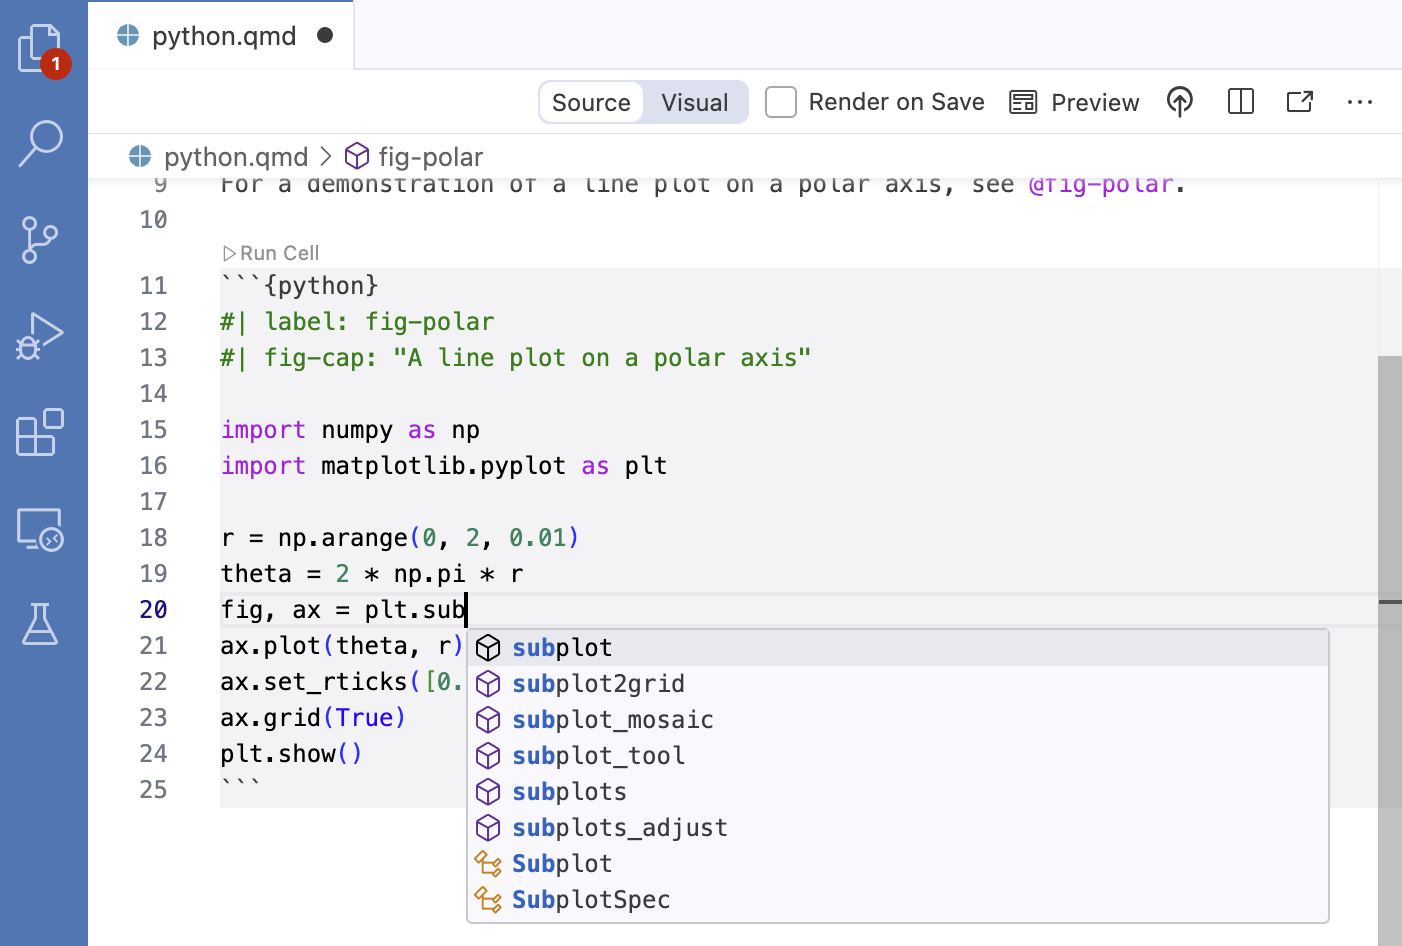 python.qmd
1
Source Visual Render on Save Preview
python.qmd > fig-polar
9 For a demonstration of a line plot on a polar axis, see @fig-polar.
10
Run Cell
11 ```{python}
12 #| label: fig-polar
13 #| fig-cap: "A line plot on a polar axis"
14
15 import numpy as np
16 import matplotlib.pyplot as plt
17
18 r = np.arange(0, 2, 0.01)
19 theta = 2 * np.pi * r
20 fig, ax = plt.sub
21 ax.plot(theta, r)
22 ax.set_rticks([0.
23 ax.grid(True)
24 plt.show()
25 ```
subplot
subplot2grid
subplot_mosaic
subplot_tool
subplots
subplots_adjust
Subplot
SubplotSpec